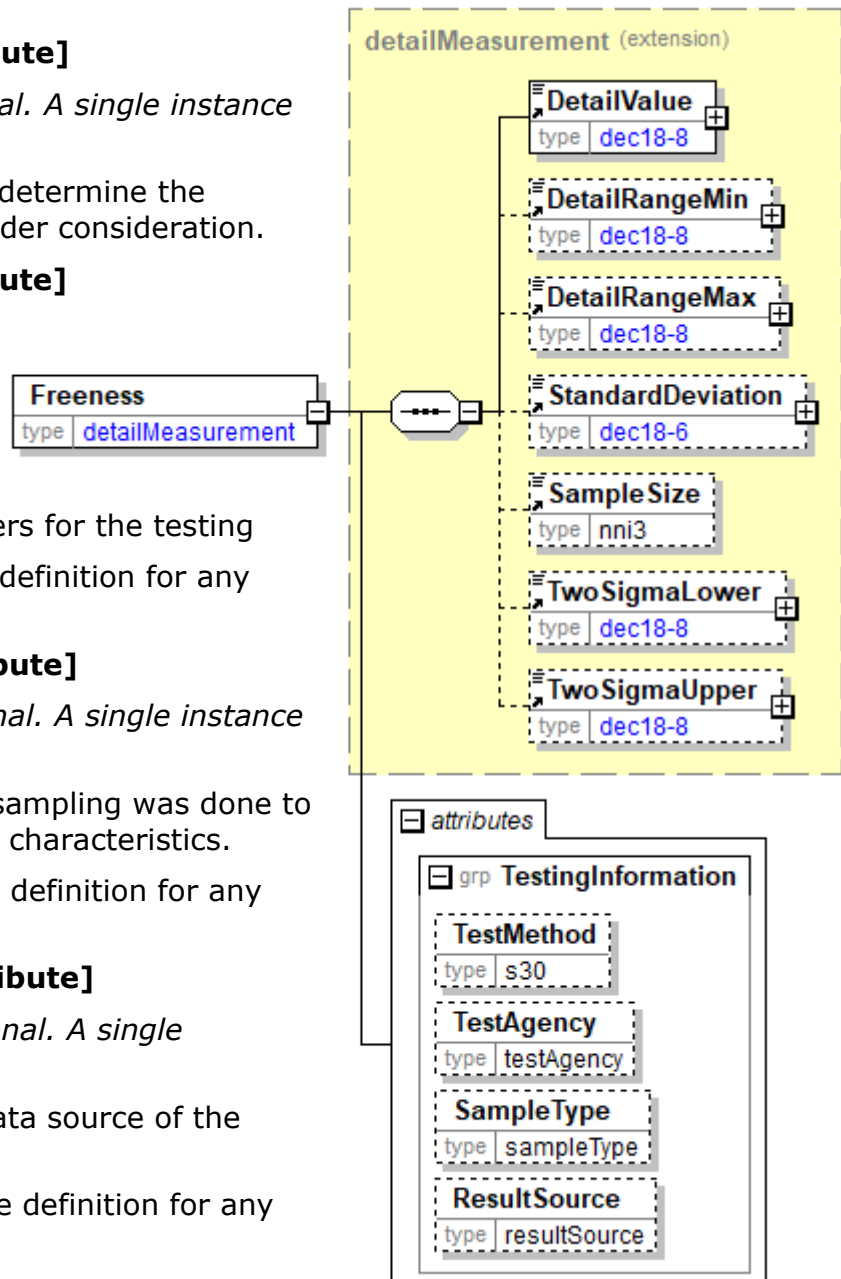 ute]
al. A single instance
determine the
der consideration.
ute]
ers for the testing
definition for any
bute]
nal. A single instance
sampling was done to
characteristics.
definition for any
ibute]
onal. A single
ata source of the
e definition for any
Freeness
type detailMeasurement
detailMeasurement (extension)
DetailValue
type dec18-8
DetailRangeMin
type dec18-8
DetailRangeMax
type dec18-8
StandardDeviation
type dec18-6
SampleSize
type nni3
TwoSigmaLower
type dec18-8
TwoSigmaUpper
type dec18-8
attributes
grp TestingInformation
TestMethod
type s30
TestAgency
type testAgency
SampleType
type sampleType
ResultSource
type resultSource